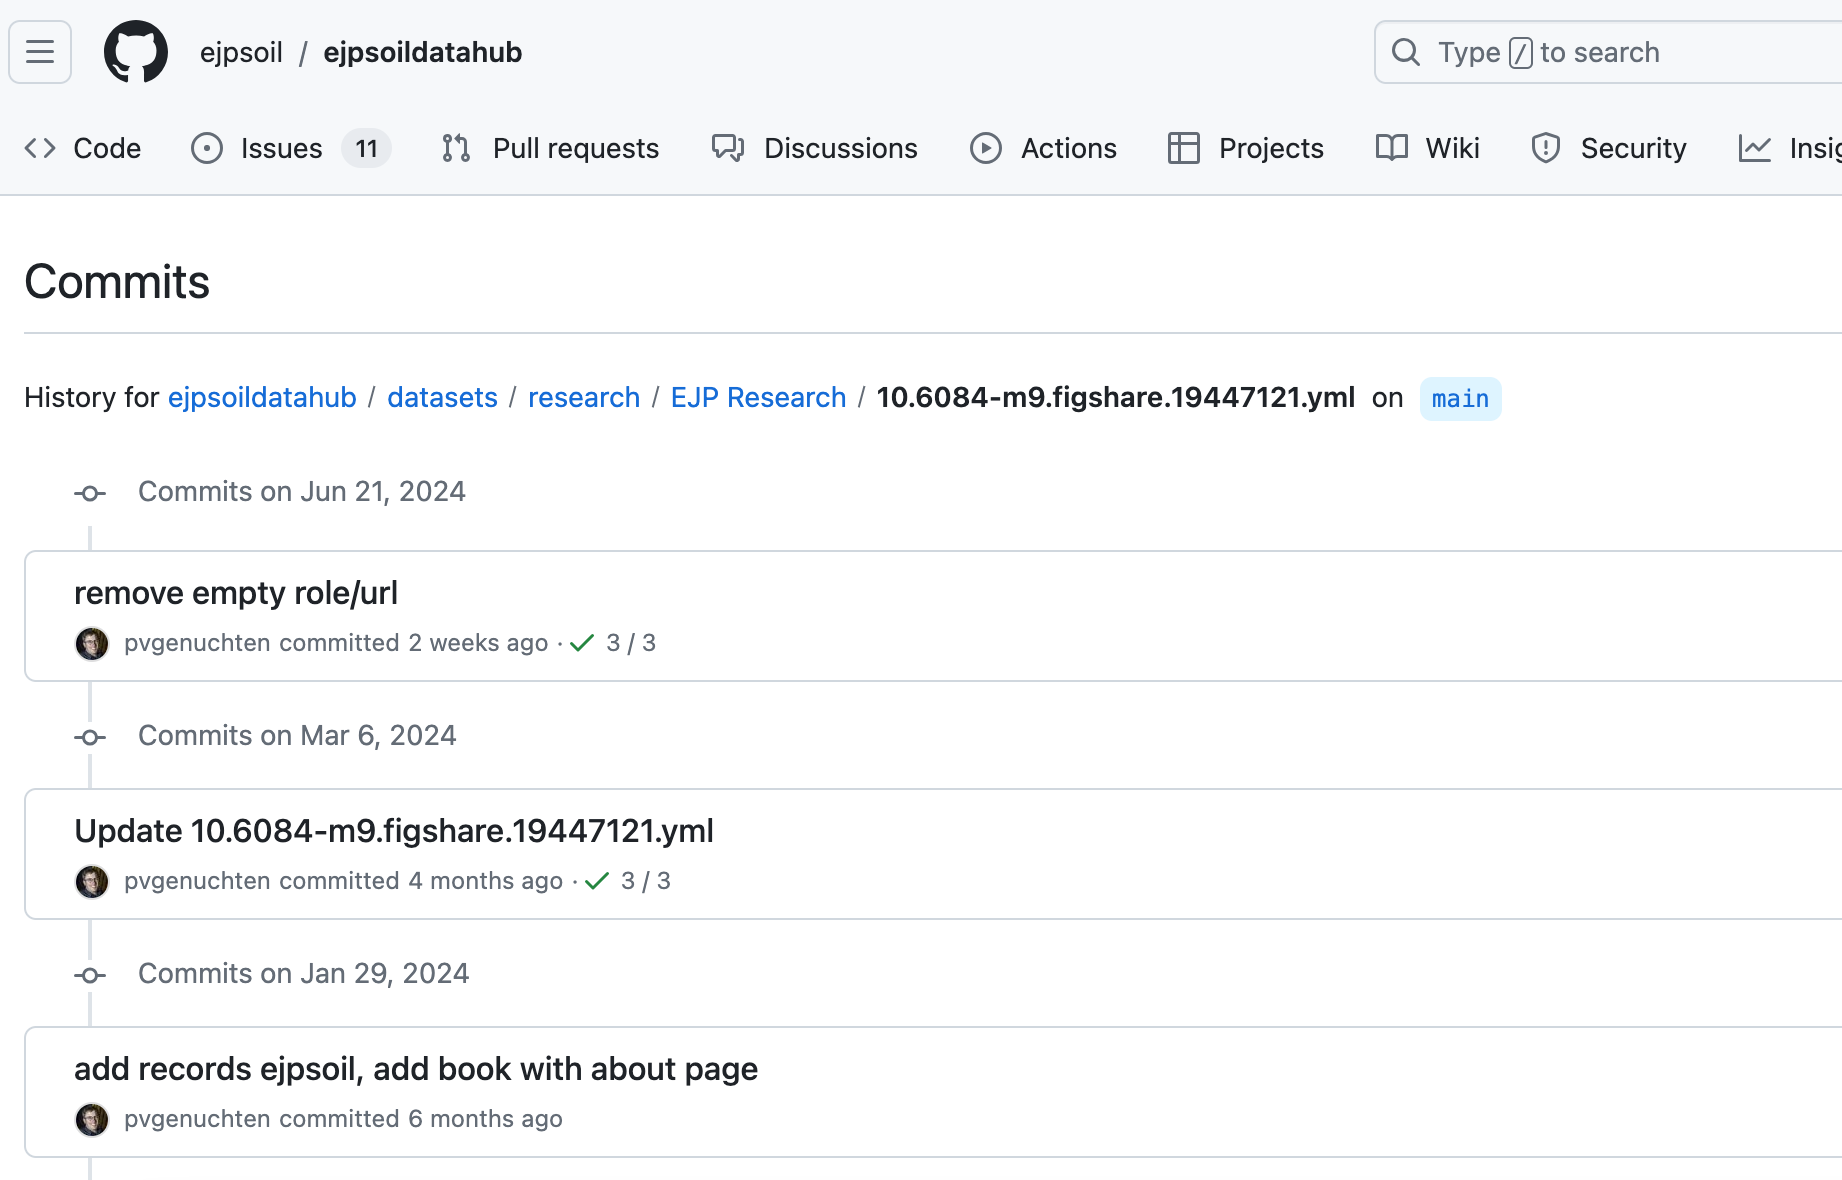 ejpsoil / ejpsoildatahub
Type / to search
Code Issues 11 Pull requests Discussions Actions Projects Wiki Security Insig
Commits
History for ejpsoildatahub / datasets / research / EJP Research / 10.6084-m9.figshare.19447121.yml on main
Commits on Jun 21, 2024
remove empty role/url
pvgenuchten committed 2 weeks ago · 3 / 3
Commits on Mar 6, 2024
Update 10.6084-m9.figshare.19447121.yml
pvgenuchten committed 4 months ago · 3 / 3
Commits on Jan 29, 2024
add records ejpsoil, add book with about page
pvgenuchten committed 6 months ago